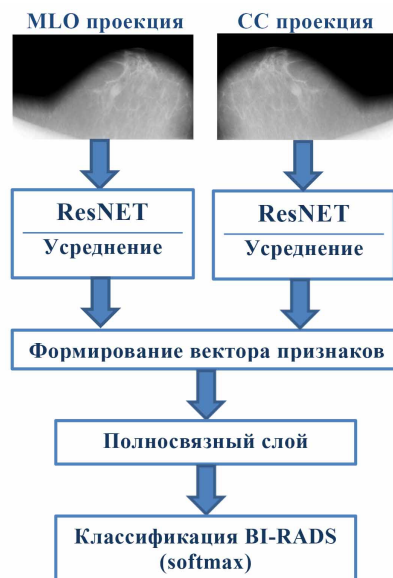 MLO проекция
CC проекция
ResNET
Усреднение
ResNET
Усреднение
Формирование вектора признаков
Полносвязный слой
Классификация BI-RADS
(softmax)